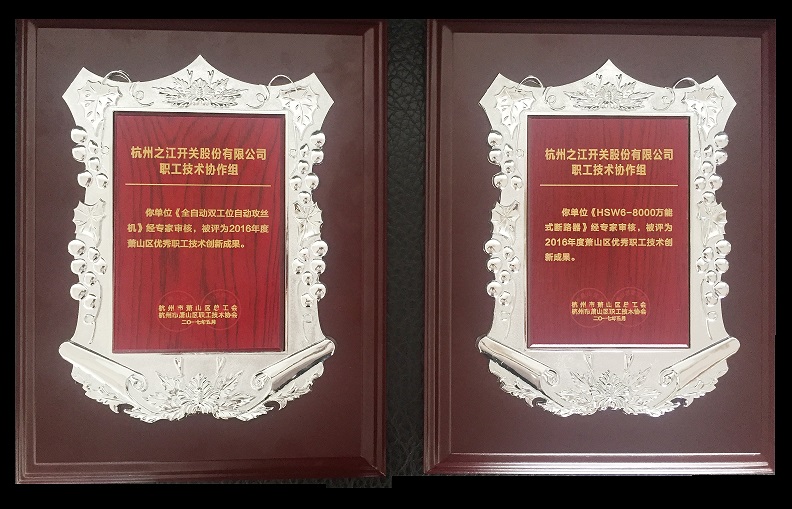 杭州之江开关股份有限公司
职工技术协作组
你单位《全自动双工位自动攻丝
机》经专家审核，被评为2016年度
萧山区优秀职工技术创新成果。
杭州市萧山区总工会
杭州市萧山区职工技术协会
二〇一七年五月
杭州之江开关股份有限公司
职工技术协作组
你单位《HSW6-8000万能
式断路器》经专家审核，被评为
2016年度萧山区优秀职工技术创
新成果。
杭州市萧山区总工会
杭州市萧山区职工技术协会
二〇一七年五月